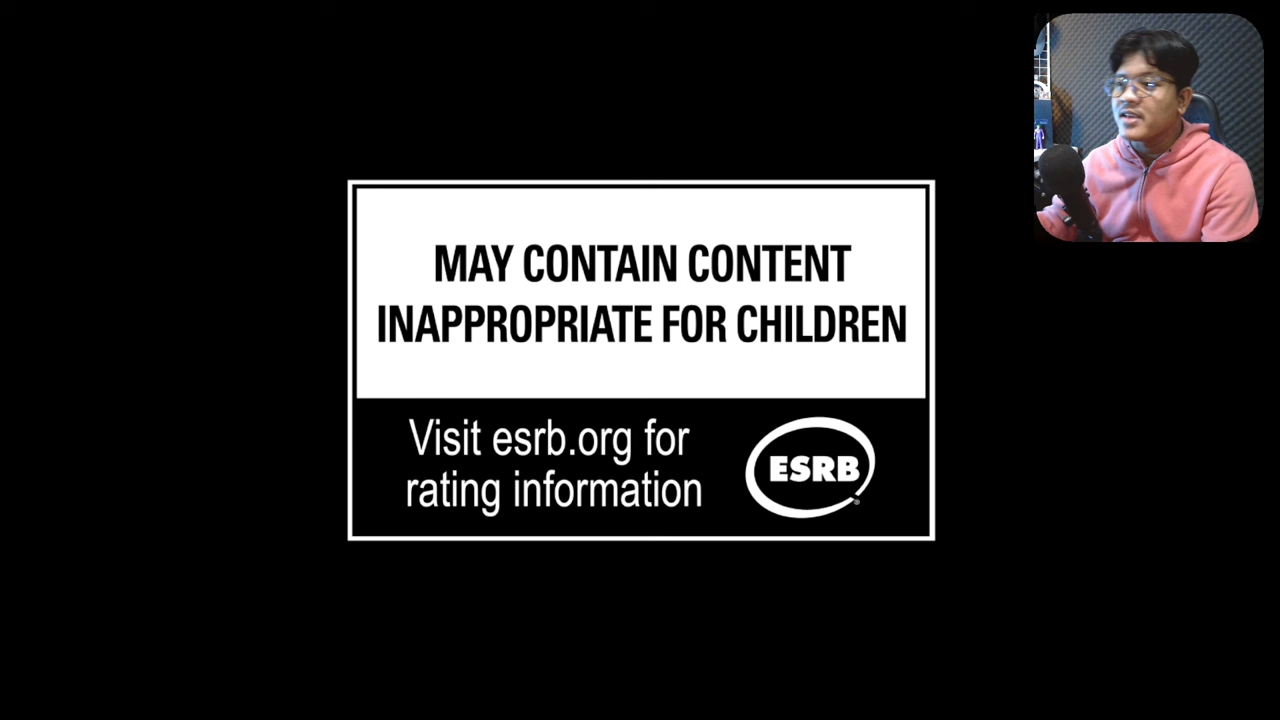 MAY CONTAIN CONTENT
INAPPROPRIATE FOR CHILDREN
Visit esrb.org for
rating information
ESRB